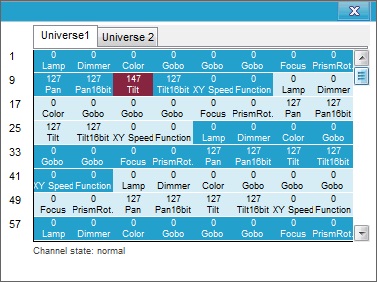 Universe1 Universe 2
1 0 0 0 0 0 0 0 0
Lamp Dimmer Color Gobo Gobo Gobo Focus PrismRot.
9 127 127 147 127 0 0 0 0
Pan Pan16bit Tilt Tilt16bit XY Speed Function Lamp Dimmer
17 0 0 0 0 0 0 127 127
Color Gobo Gobo Gobo Focus PrismRot. Pan Pan16bit
25 127 127 0 0 0 0 0 0
Tilt Tilt16bit XY Speed Function Lamp Dimmer Color Gobo
33 0 0 0 0 127 127 127 127
Gobo Gobo Focus PrismRot. Pan Pan16bit Tilt Tilt16bit
41 0 0 0 0 0 0 0 0
XY Speed Function Lamp Dimmer Color Gobo Gobo Gobo
49 0 0 127 127 127 127 0 0
Focus PrismRot. Pan Pan16bit Tilt Tilt16bit XY Speed Function
57 0 0 0 0 0 0 0 0
Lamp Dimmer Color Gobo Gobo Gobo Focus PrismRot.
Channel state: normal